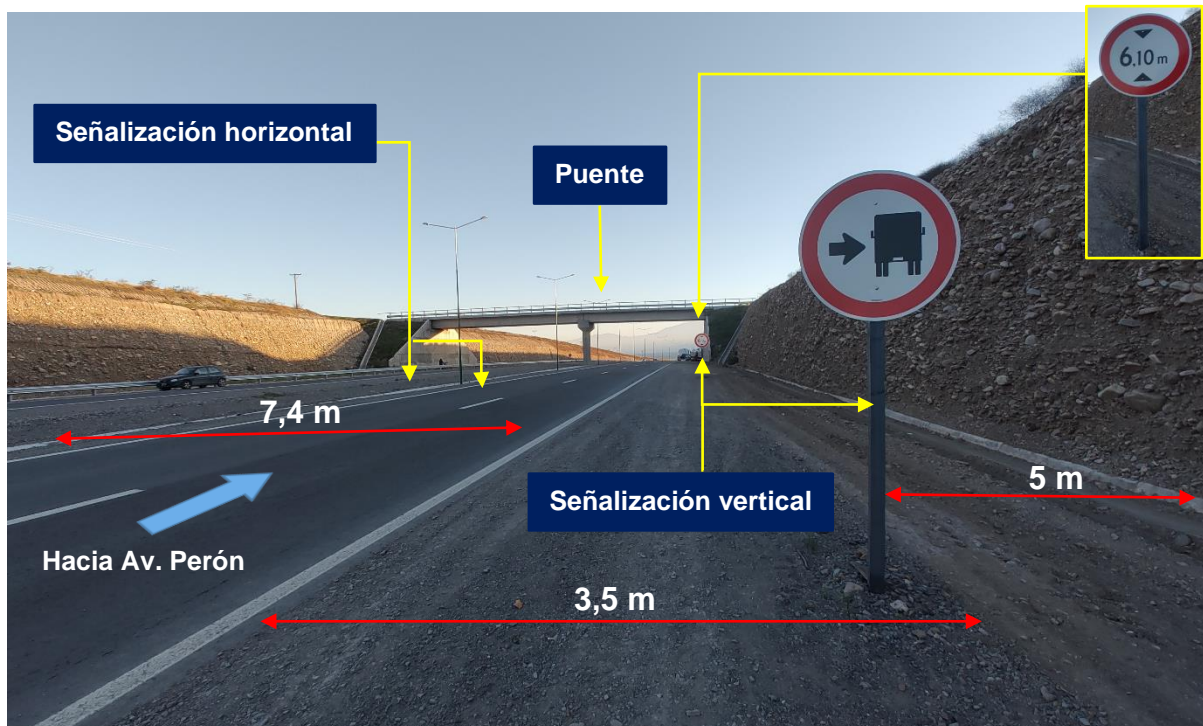 6,10 m
Señalización horizontal
Puente
7,4 m
5 m
Señalización vertical
Hacia Av. Perón
3,5 m